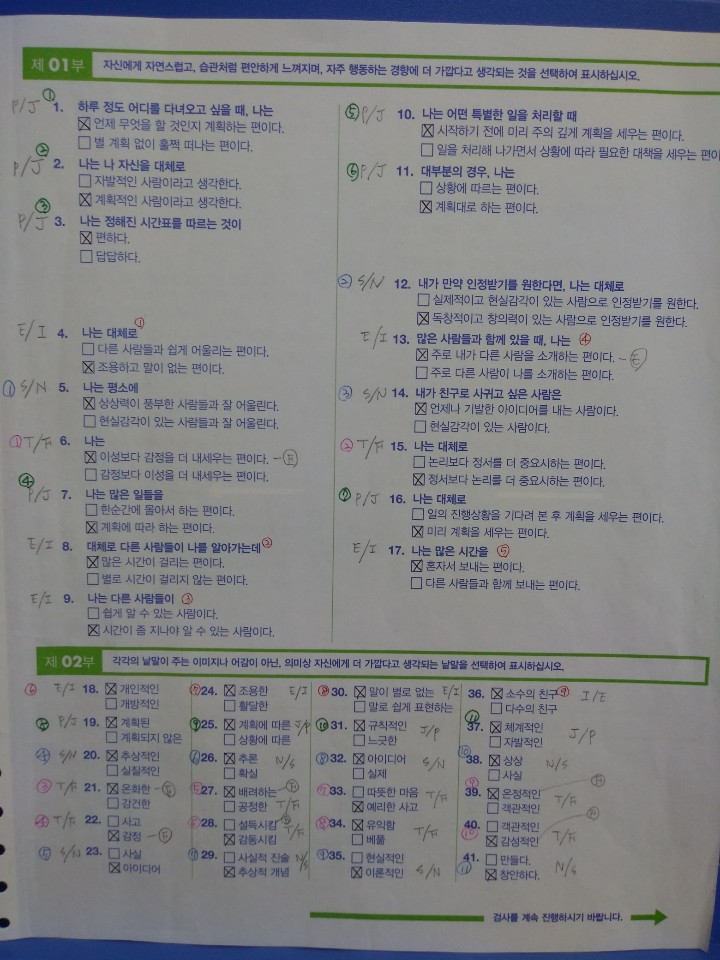 제 01부 자신에게 자연스럽고, 습관처럼 편안하게 느껴지며, 자주 행동하는 경향에 더 가깝다고 생각되는 것을 선택하여 표시하십시오.
P/J ① 1. 하루 정도 어디를 다녀오고 싶을 때, 나는
☒ 언제 무엇을 할 것인지 계획하는 편이다.
☐ 별 계획 없이 훌쩍 떠나는 편이다.
P/J ② 2. 나는 나 자신을 대체로
☐ 자발적인 사람이라고 생각한다.
☒ 계획적인 사람이라고 생각한다.
P/J ③ 3. 나는 정해진 시간표를 따르는 것이
☒ 편하다.
☐ 답답하다.
E/I 4. 나는 대체로 ①
☐ 다른 사람들과 쉽게 어울리는 편이다.
☒ 조용하고 말이 없는 편이다.
① S/N 5. 나는 평소에
☒ 상상력이 풍부한 사람들과 잘 어울린다.
☐ 현실감각이 있는 사람들과 잘 어울린다.
① T/F 6. 나는
☒ 이성보다 감정을 더 내세우는 편이다. - Ⓕ
☐ 감정보다 이성을 더 내세우는 편이다.
④ P/J 7. 나는 많은 일들을
☐ 한순간에 몰아서 하는 편이다.
☒ 계획에 따라 하는 편이다.
E/I 8. 대체로 다른 사람들이 나를 알아가는데 ②
☒ 많은 시간이 걸리는 편이다.
☐ 별로 시간이 걸리지 않는 편이다.
E/I 9. 나는 다른 사람들이 ③
☐ 쉽게 알 수 있는 사람이다.
☒ 시간이 좀 지나야 알 수 있는 사람이다.
⑤ P/J 10. 나는 어떤 특별한 일을 처리할 때
☒ 시작하기 전에 미리 주의 깊게 계획을 세우는 편이다.
☐ 일을 처리해 나가면서 상황에 따라 필요한 대책을 세우는 편이
⑥ P/J 11. 대부분의 경우, 나는
☐ 상황에 따르는 편이다.
☒ 계획대로 하는 편이다.
② S/N 12. 내가 만약 인정받기를 원한다면, 나는 대체로
☐ 실제적이고 현실감각이 있는 사람으로 인정받기를 원한다.
☒ 독창적이고 창의력이 있는 사람으로 인정받기를 원한다.
E/I 13. 많은 사람들과 함께 있을 때, 나는 ④
☒ 주로 내가 다른 사람을 소개하는 편이다. - Ⓔ
☐ 주로 다른 사람이 나를 소개하는 편이다.
③ S/N 14. 내가 친구로 사귀고 싶은 사람은
☒ 언제나 기발한 아이디어를 내는 사람이다.
☐ 현실감각이 있는 사람이다.
② T/F 15. 나는 대체로
☐ 논리보다 정서를 더 중요시하는 편이다.
☒ 정서보다 논리를 더 중요시하는 편이다.
⑦ P/J 16. 나는 대체로
☐ 일의 진행상황을 기다려 본 후 계획을 세우는 편이다.
☒ 미리 계획을 세우는 편이다.
E/I 17. 나는 많은 시간을 ⑤
☒ 혼자서 보내는 편이다.
☐ 다른 사람들과 함께 보내는 편이다.
제 02부 각각의 낱말이 주는 이미지나 어감이 아닌, 의미상 자신에게 더 가깝다고 생각되는 낱말을 선택하여 표시하십시오.
⑥ E/I 18. ☒ 개인적인
☐ 개방적인
⑧ P/J 19. ☒ 계획된
☐ 계획되지 않은
④ S/N 20. ☒ 추상적인
☐ 실질적인
③ T/F 21. ☒ 온화한 - Ⓕ
☐ 강건한
④ T/F 22. ☐ 사고
☒ 감정 - Ⓕ
⑤ S/N 23. ☐ 사실
☒ 아이디어
⑦ 24. ☒ 조용한 E/I
☐ 활달한
⑨ 25. ☒ 계획에 따른 J/P
☐ 상황에 따른
⑥ 26. ☒ 추론 N/S
☐ 확실
⑤ 27. ☒ 배려하는 - Ⓕ
☐ 공정한 T/F
⑥ 28. ☐ 설득시킴 Ⓕ
☒ 감동시킴 T/F
⑦ 29. ☐ 사실적 진술 N/S
☒ 추상적 개념
⑧ 30. ☒ 말이 별로 없는 E/I
☐ 말로 쉽게 표현하는
⑩ 31. ☒ 규칙적인 J/P
☐ 느긋한
⑧ 32. ☒ 아이디어 S/N
☐ 실제
⑦ 33. ☐ 따뜻한 마음 T/F
☒ 예리한 사고
⑧ 34. ☒ 유익함 T/F
☐ 베풂
⑨ 35. ☐ 현실적인
☒ 이론적인 S/N
36. ☒ 소수의 친구 ⑨ I/E
☐ 다수의 친구
⑪ 37. ☒ 체계적인 J/P
☐ 자발적인
⑩ 38. ☒ 상상 N/S
☐ 사실
⑨ 39. ☒ 온정적인 Ⓕ
☐ 객관적인 T/F
⑩ 40. ☐ 객관적인 Ⓕ
☒ 감성적인 T/F
⑪ 41. ☐ 만들다. N/S
☒ 창안하다.
검사를 계속 진행하시기 바랍니다.